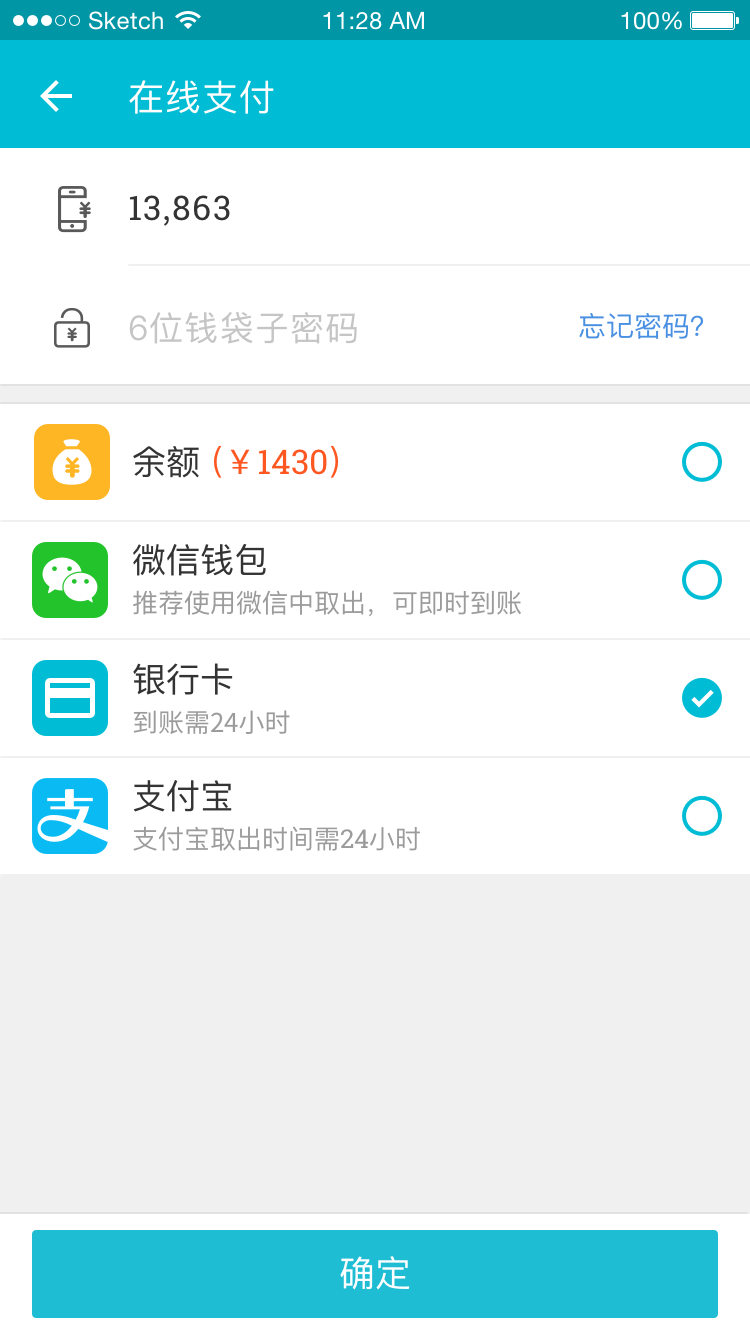 Sketch 11:28 AM 100%
在线支付
13,863
6位钱袋子密码 忘记密码?
余额 (￥1430)
微信钱包
推荐使用微信中取出，可即时到账
银行卡
到账需24小时
支付宝
支付宝取出时间需24小时
确定